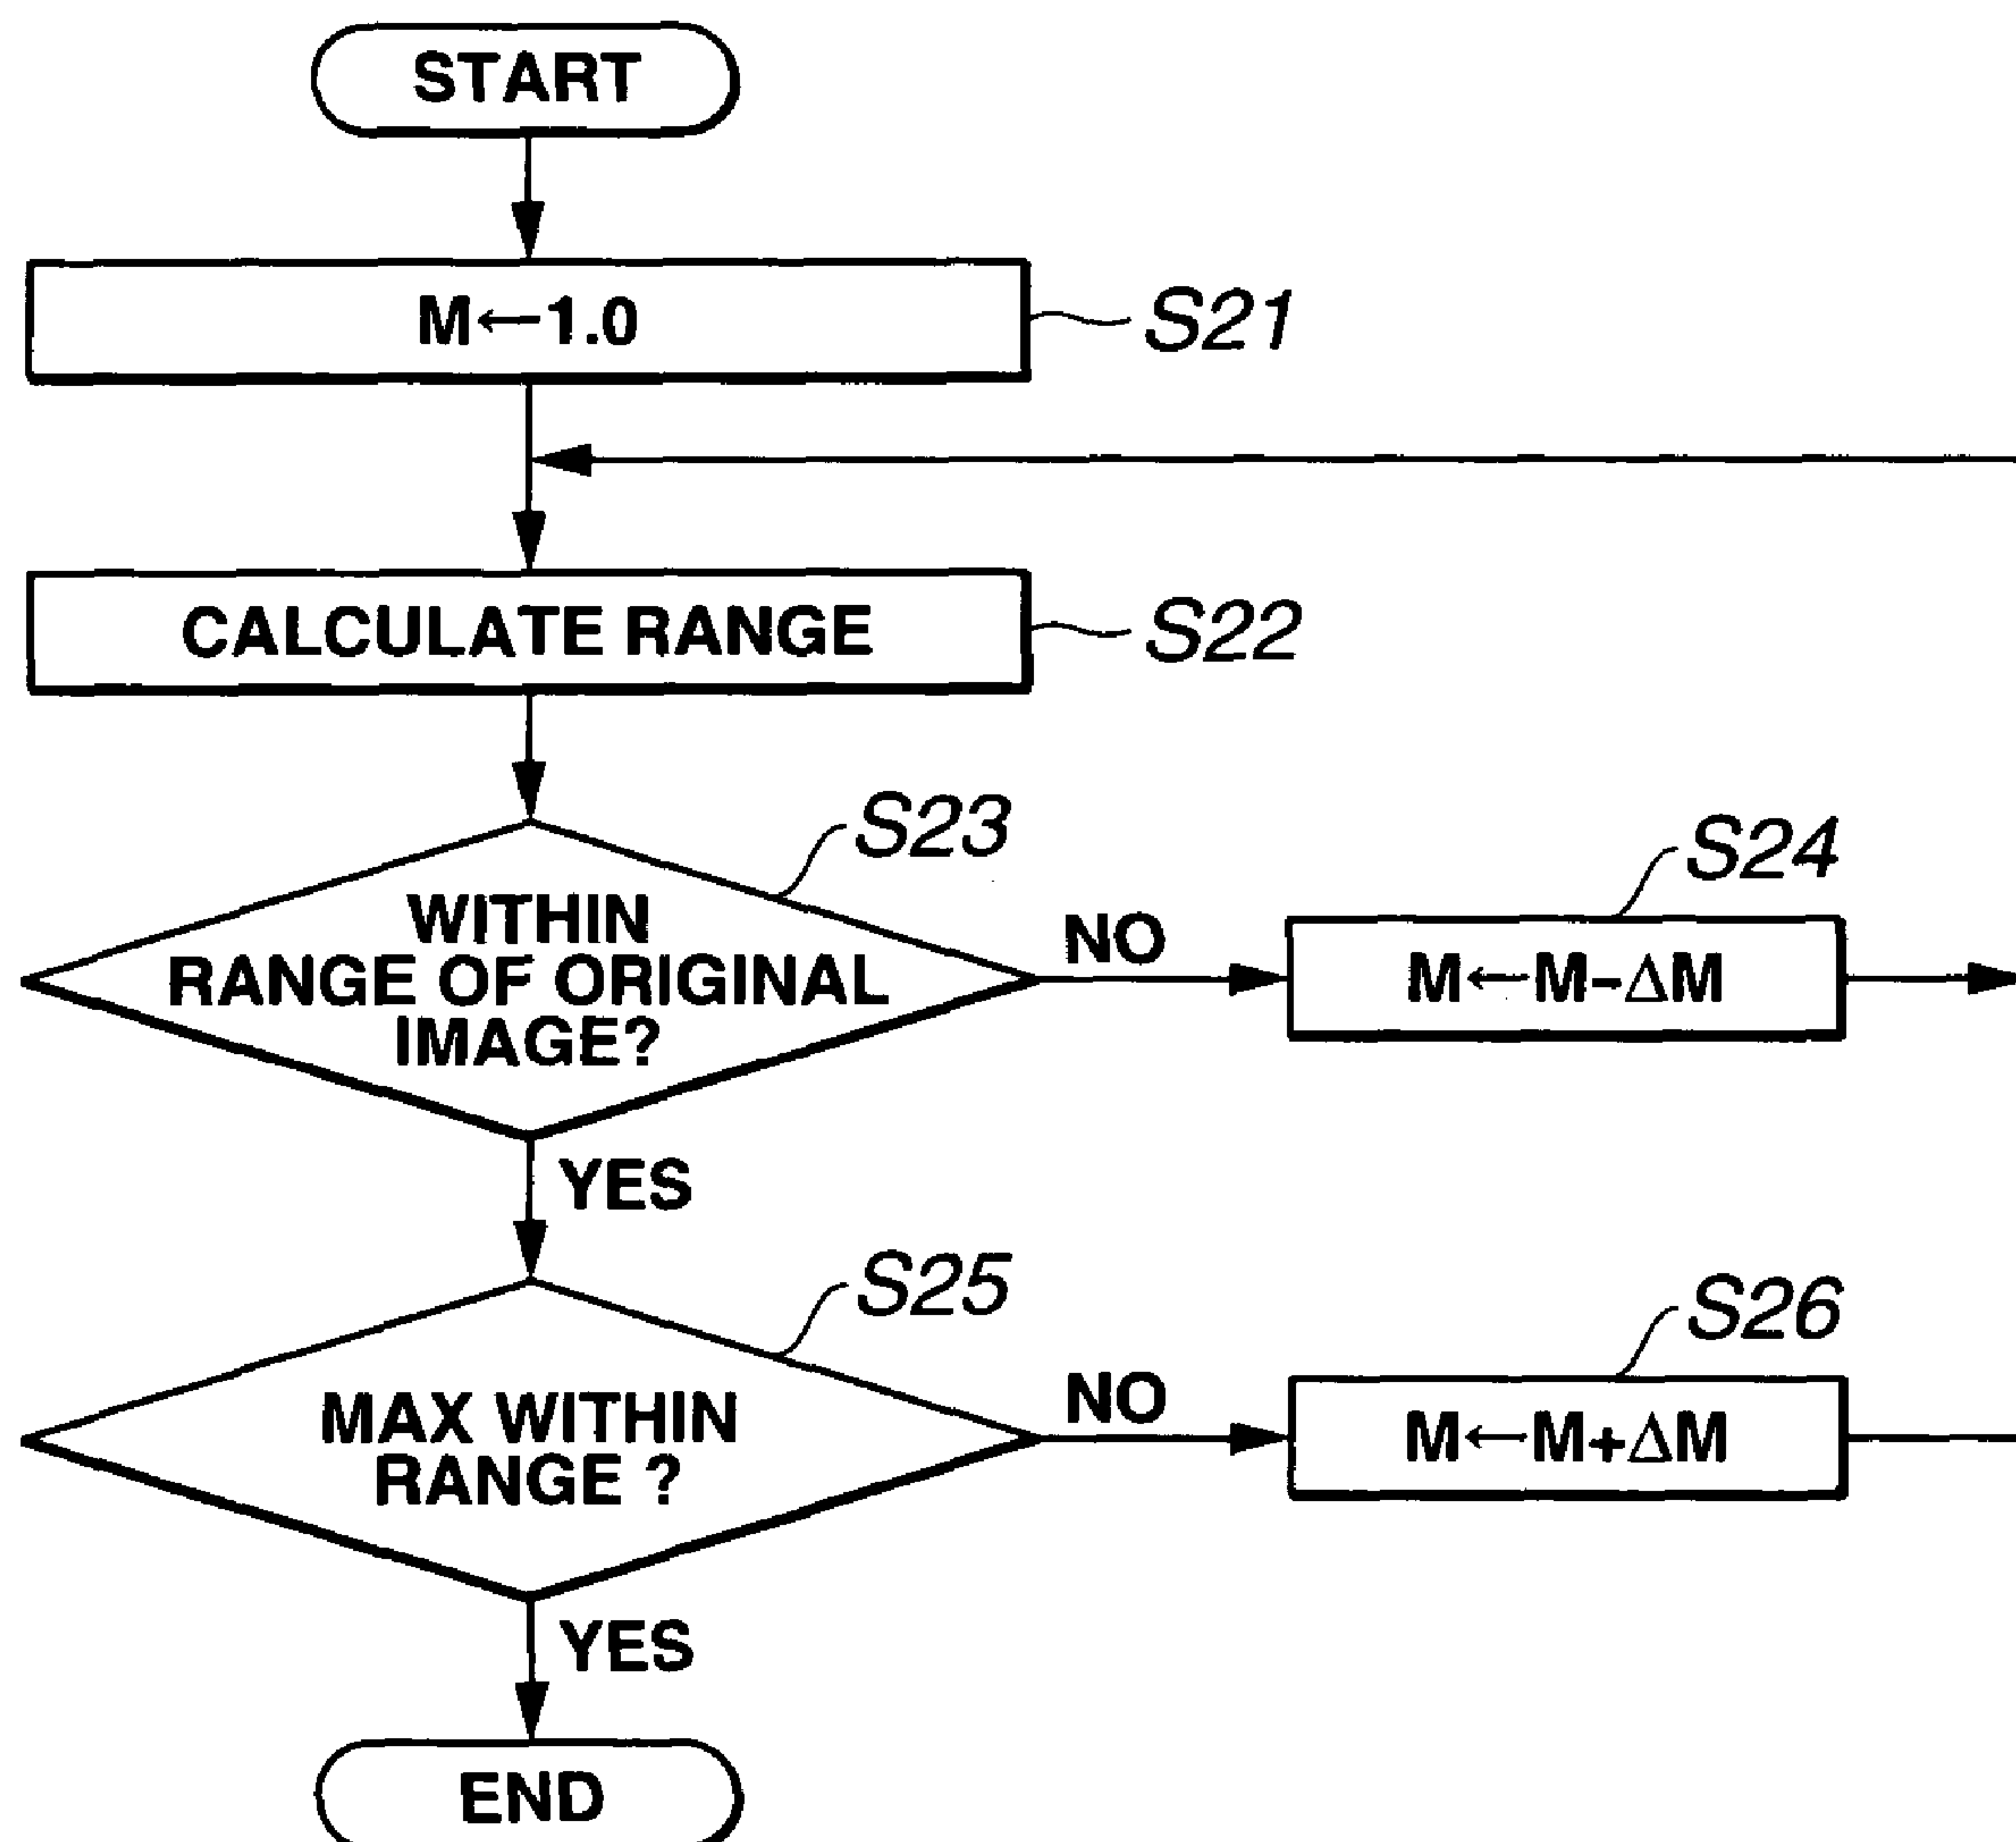 START
M←1.0
S21
CALCULATE RANGE
S22
S23
WITHIN
RANGE OF ORIGINAL
IMAGE?
NO
S24
M←M-ΔM
YES
S25
MAX WITHIN
RANGE ?
NO
S26
M←M+ΔM
YES
END